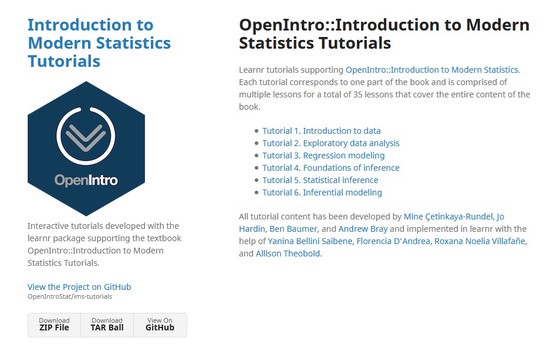 Introduction to
Modern Statistics
Tutorials
OpenIntro
Interactive tutorials developed with the
learnr package supporting the textbook
OpenIntro::Introduction to Modern
Statistics Tutorials.
View the Project on GitHub
OpenIntroStat/ims-tutorials
Download
ZIP File
Download
TAR Ball
View On
GitHub
OpenIntro::Introduction to Modern
Statistics Tutorials
Learnr tutorials supporting OpenIntro::Introduction to Modern Statistics.
Each tutorial corresponds to one part of the book and is comprised of
multiple lessons for a total of 35 lessons that cover the entire content of the
book.
Tutorial 1. Introduction to data
Tutorial 2. Exploratory data analysis
Tutorial 3. Regression modeling
Tutorial 4. Foundations of inference
Tutorial 5. Statistical inference
Tutorial 6. Inferential modeling
All tutorial content has been developed by Mine Çetinkaya-Rundel, Jo
Hardin, Ben Baumer, and Andrew Bray and implemented in learnr with the
help of Yanina Bellini Saibene, Florencia D'Andrea, Roxana Noelia Villafañe,
and Allison Theobold.